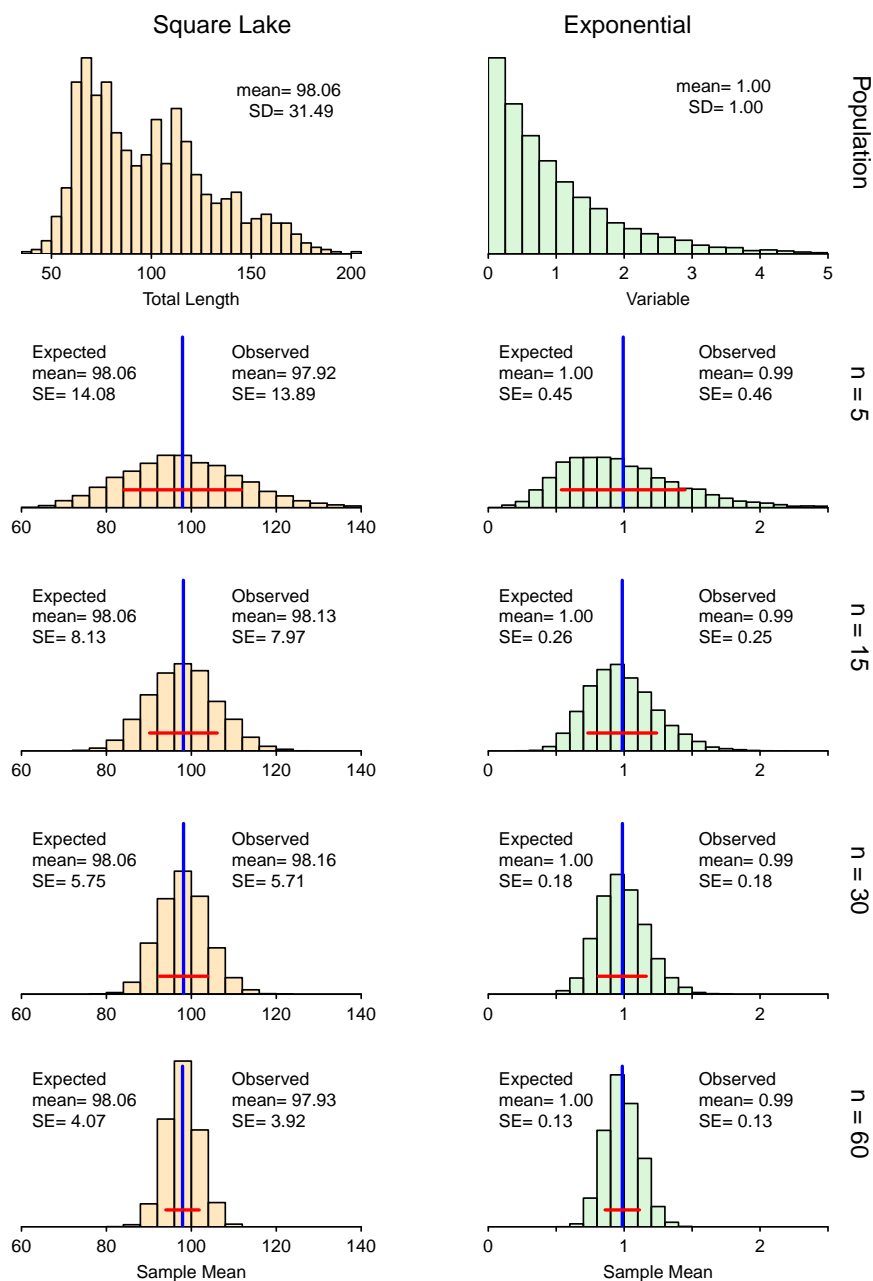 Square Lake
Exponential
mean= 98.06
SD= 31.49
mean= 1.00
SD= 1.00
Population
50 100 150 200
Total Length
0 1 2 3 4 5
Variable
Expected
mean= 98.06
SE= 14.08
Observed
mean= 97.92
SE= 13.89
60 80 100 120 140
Expected
mean= 1.00
SE= 0.45
Observed
mean= 0.99
SE= 0.46
0 1 2
n = 5
Expected
mean= 98.06
SE= 8.13
Observed
mean= 98.13
SE= 7.97
60 80 100 120 140
Expected
mean= 1.00
SE= 0.26
Observed
mean= 0.99
SE= 0.25
0 1 2
n = 15
Expected
mean= 98.06
SE= 5.75
Observed
mean= 98.16
SE= 5.71
60 80 100 120 140
Expected
mean= 1.00
SE= 0.18
Observed
mean= 0.99
SE= 0.18
0 1 2
n = 30
Expected
mean= 98.06
SE= 4.07
Observed
mean= 97.93
SE= 3.92
60 80 100 120 140
Sample Mean
Expected
mean= 1.00
SE= 0.13
Observed
mean= 0.99
SE= 0.13
0 1 2
Sample Mean
n = 60